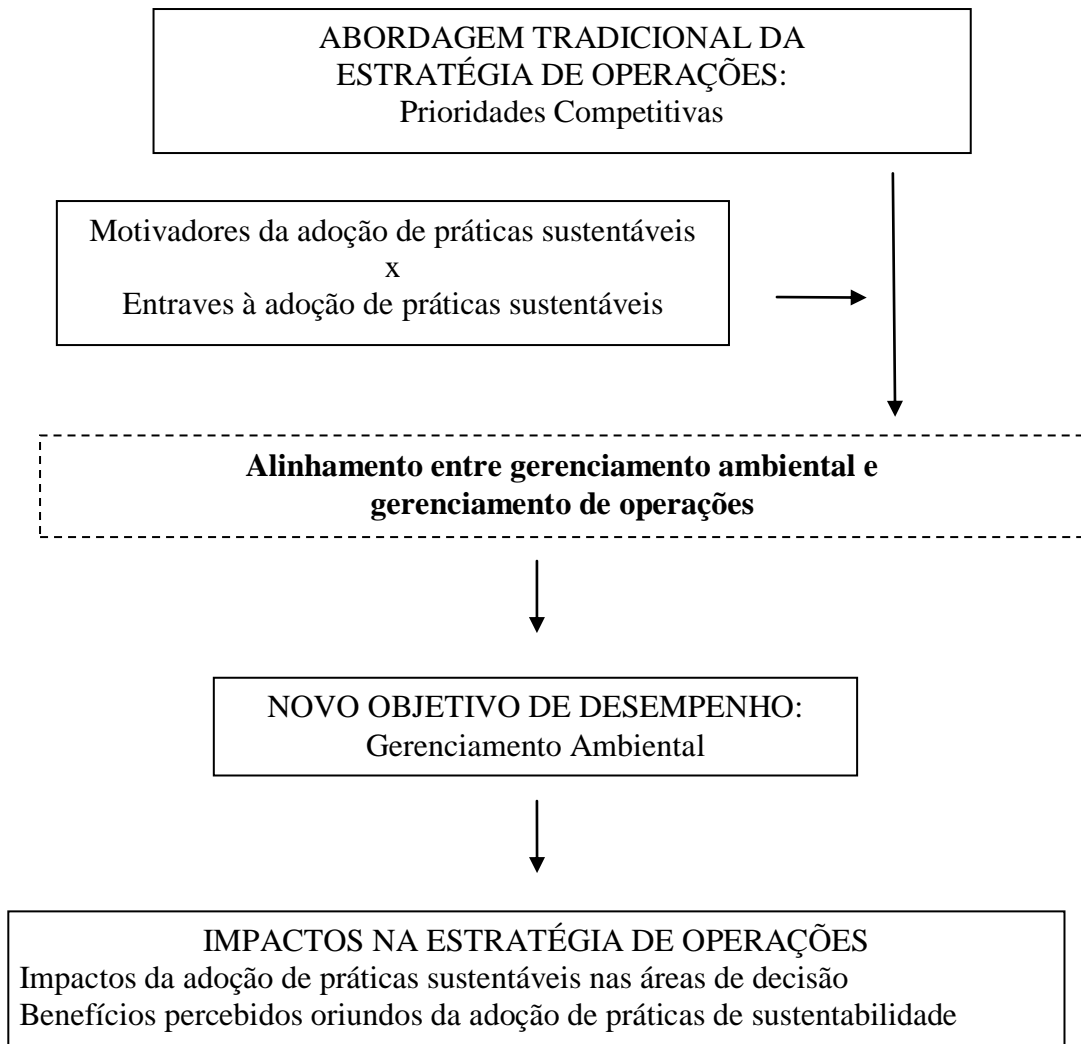 ABORDAGEM TRADICIONAL DA
ESTRATÉGIA DE OPERAÇÕES:
Prioridades Competitivas
Motivadores da adoção de práticas sustentáveis
x
Entraves à adoção de práticas sustentáveis
Alinhamento entre gerenciamento ambiental e
gerenciamento de operações
NOVO OBJETIVO DE DESEMPENHO:
Gerenciamento Ambiental
IMPACTOS NA ESTRATÉGIA DE OPERAÇÕES
Impactos da adoção de práticas sustentáveis nas áreas de decisão
Benefícios percebidos oriundos da adoção de práticas de sustentabilidade